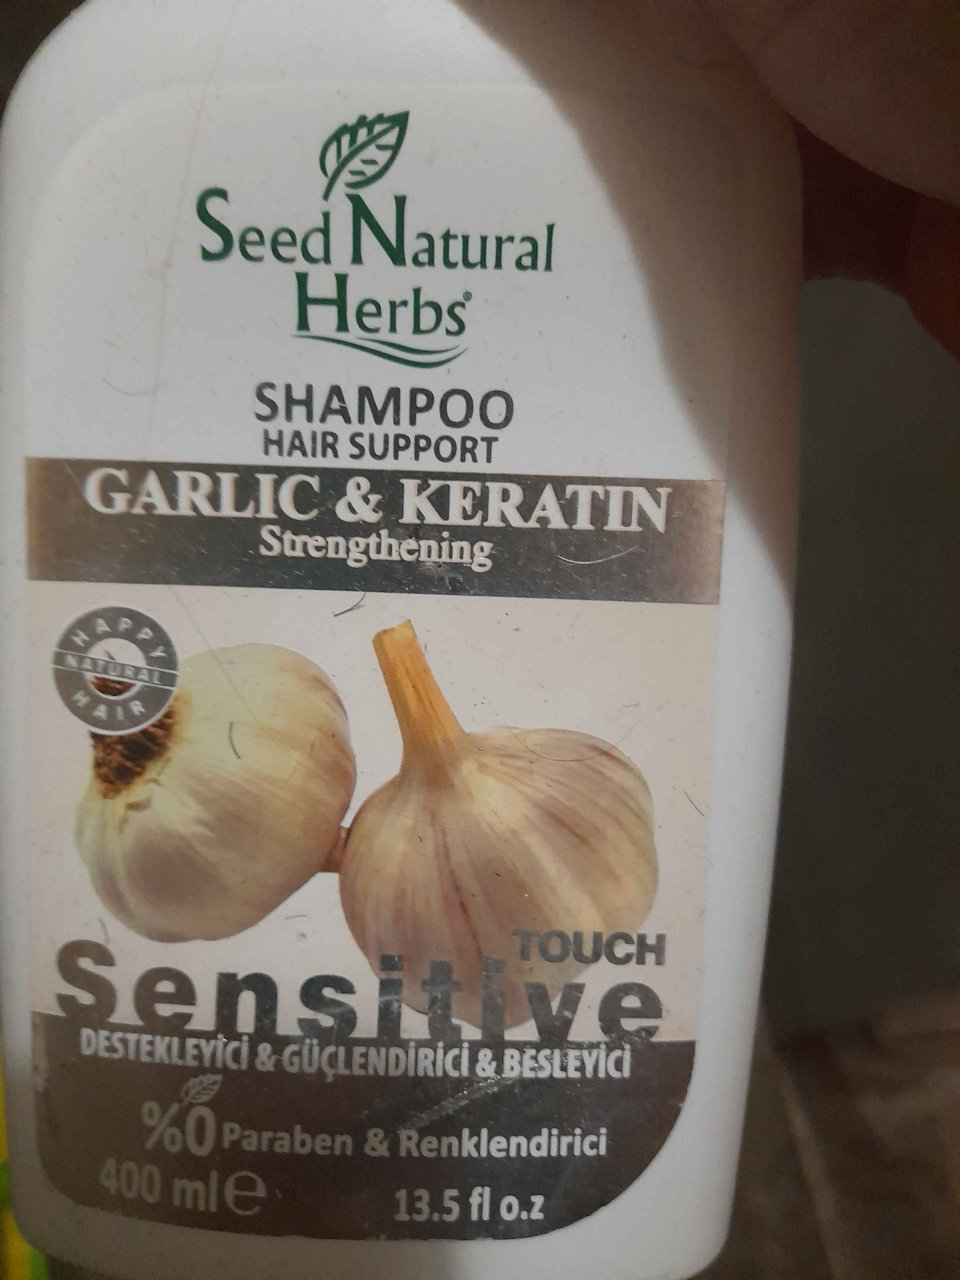 Seed Natural
Herbs®
SHAMPOO
HAIR SUPPORT
GARLIC & KERATIN
Strengthening
HAPPY
NATURAL
HAIR
TOUCH
Sensitive
DESTEKLEYİCİ & GÜÇLENDİRİCİ & BESLEYİCİ
%0 Paraben & Renklendirici
400 ml e 13.5 fl o.z